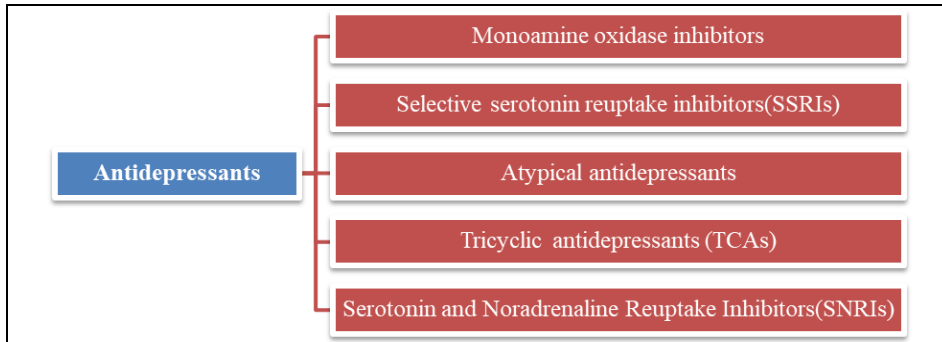 Monoamine oxidase inhibitors
Selective serotonin reuptake inhibitors(SSRIs)
Antidepressants
Atypical antidepressants
Tricyclic antidepressants (TCAs)
Serotonin and Noradrenaline Reuptake Inhibitors(SNRIs)